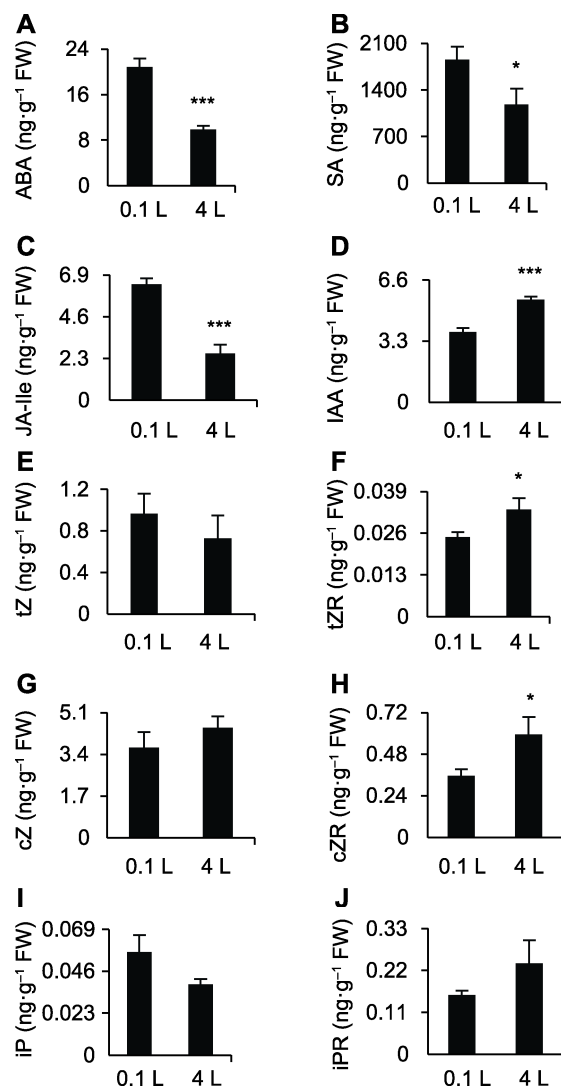 A
ABA (ng·g⁻¹ FW)
24
16
8
0
***
0.1 L 4 L
B
SA (ng·g⁻¹ FW)
2100
1400
700
0
*
0.1 L 4 L
C
JA-Ile (ng·g⁻¹ FW)
6.9
4.6
2.3
0
***
0.1 L 4 L
D
IAA (ng·g⁻¹ FW)
6.6
3.3
0
***
0.1 L 4 L
E
tZ (ng·g⁻¹ FW)
1.2
0.8
0.4
0
0.1 L 4 L
F
tZR (ng·g⁻¹ FW)
0.039
0.026
0.013
0
*
0.1 L 4 L
G
cZ (ng·g⁻¹ FW)
5.1
3.4
1.7
0
0.1 L 4 L
H
cZR (ng·g⁻¹ FW)
0.72
0.48
0.24
0
*
0.1 L 4 L
I
iP (ng·g⁻¹ FW)
0.069
0.046
0.023
0
0.1 L 4 L
J
iPR (ng·g⁻¹ FW)
0.33
0.22
0.11
0
0.1 L 4 L